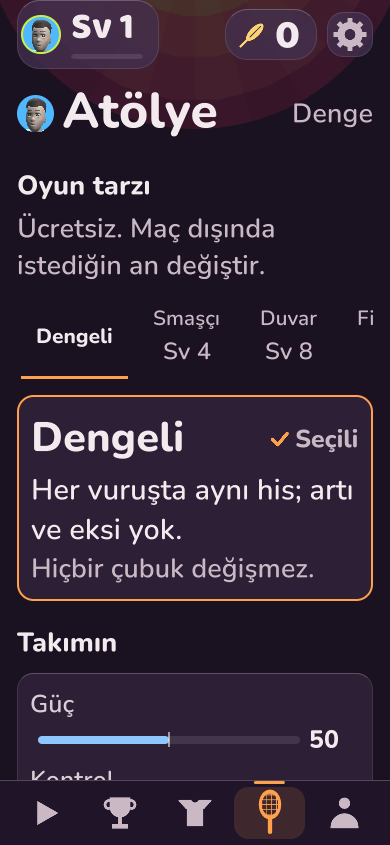 Sv 1
0
Atölye
Denge
Oyun tarzı
Ücretsiz. Maç dışında
istediğin an değiştir.
Dengeli
Smaşçı
Sv 4
Duvar
Sv 8
Fi
Dengeli
Seçili
Her vuruşta aynı his; artı
ve eksi yok.
Hiçbir çubuk değişmez.
Takımın
Güç
50
Kontrol